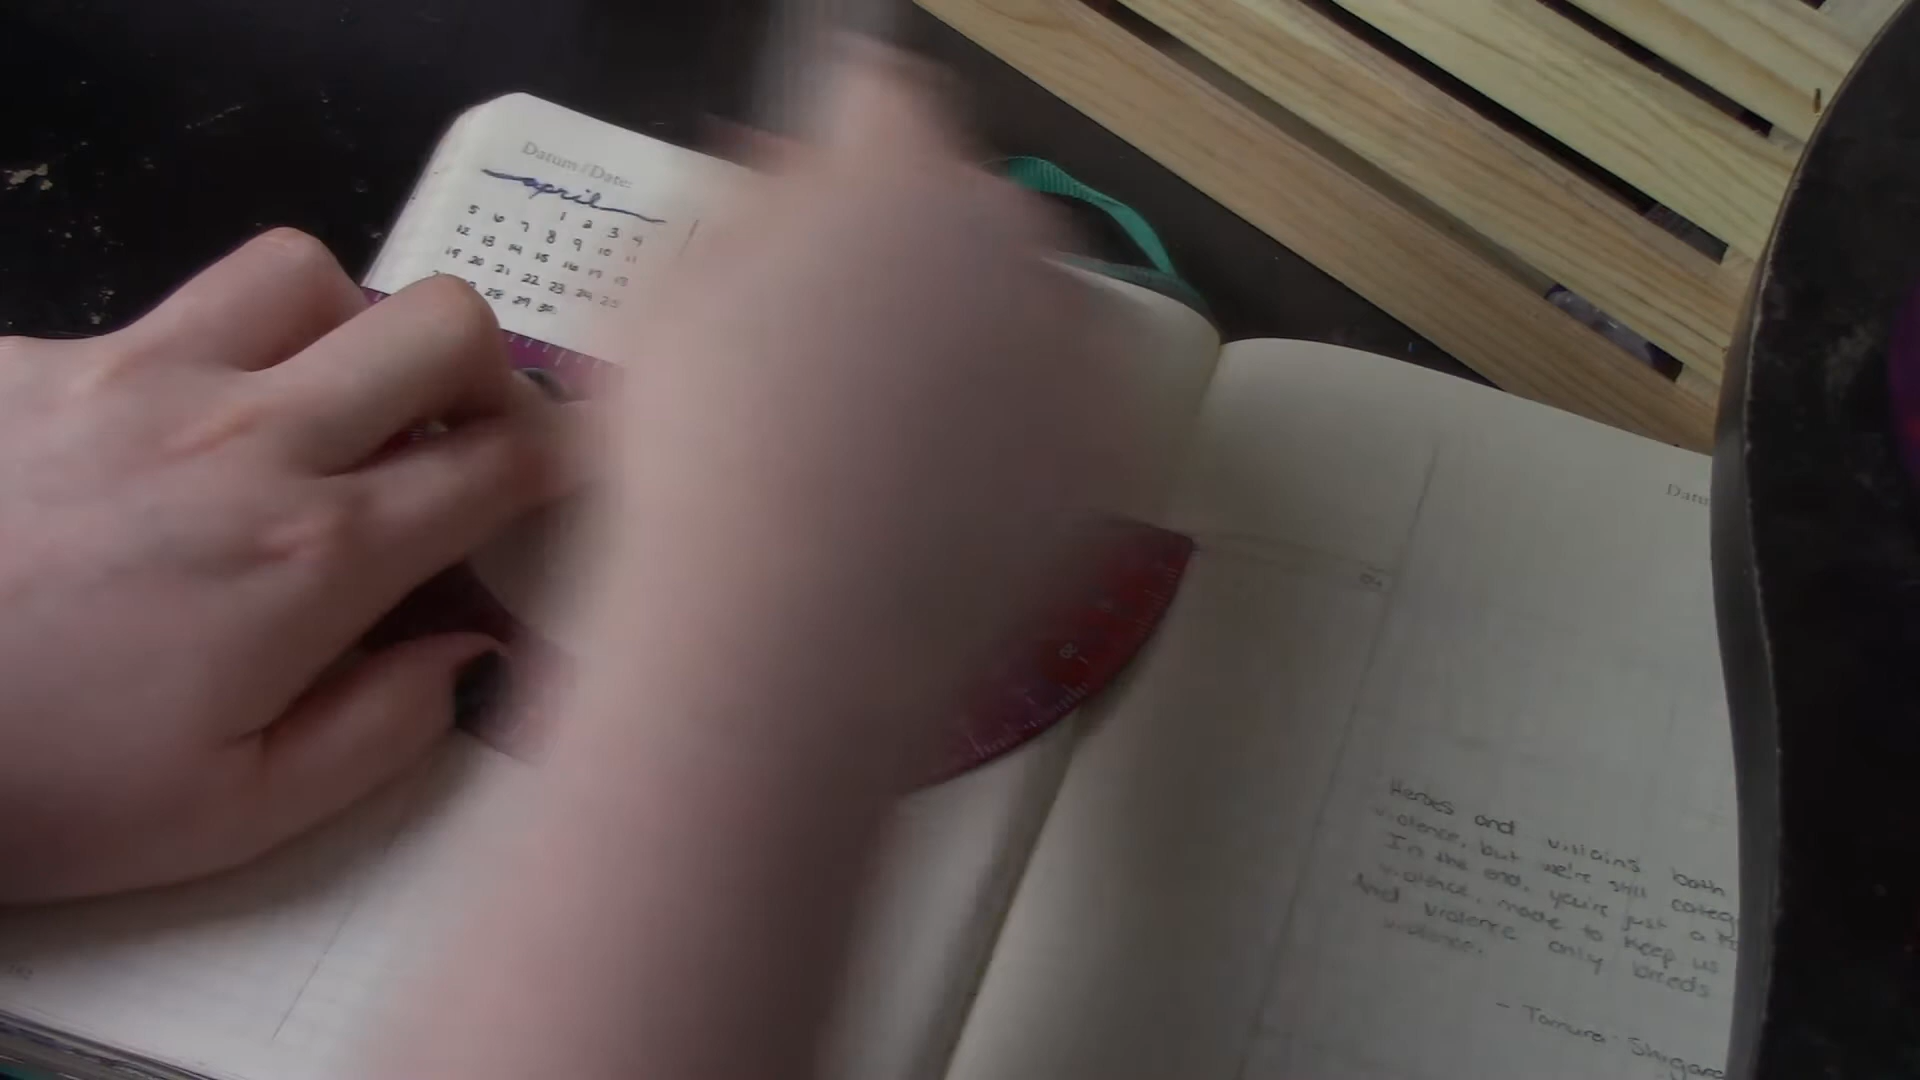 Datum / Date:
april
1 2 3 4
5 6 7 8 9 10 11
12 13 14 15 16 17 18
19 20 21 22 23 24 25
28 29 30
Datu
Heroes and villains both
violence, but we're still categ
In the end, you're just a
violence, made to keep us
And violence only breeds
violence.
- Tomura Shigara